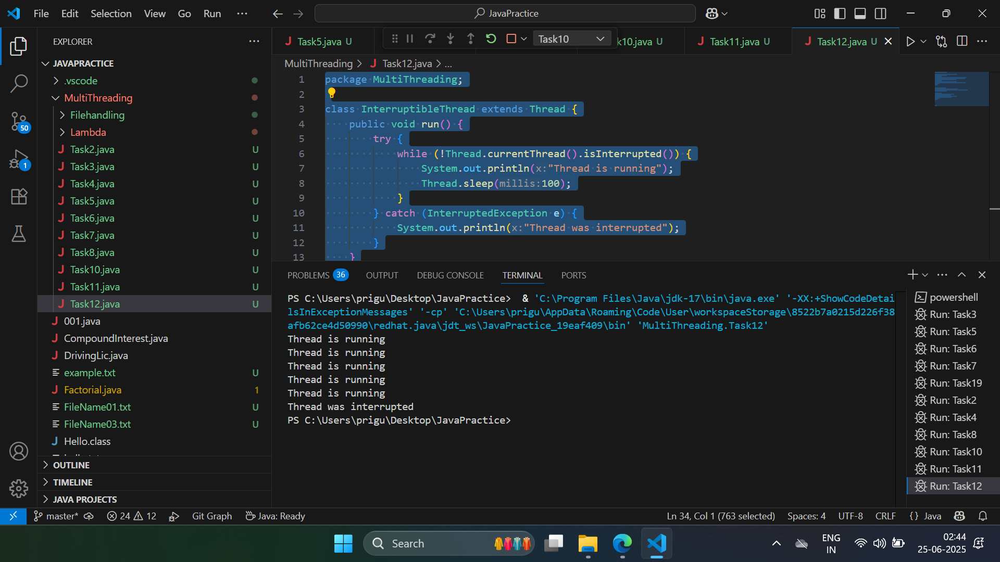 File Edit Selection View Go Run ...
JavaPractice
EXPLORER
JAVAPRACTICE
.vscode
MultiThreading
Filehandling
Lambda
Task2.java U
Task3.java U
Task4.java U
Task5.java U
Task6.java U
Task7.java U
Task8.java U
Task10.java U
Task11.java U
Task12.java U
001.java
CompoundInterest.java
DrivingLic.java
example.txt U
Factorial.java 1
FileName01.txt U
FileName03.txt U
Hello.class
OUTLINE
TIMELINE
JAVA PROJECTS
50
1
Task5.java U
Task10
k10.java U
Task11.java U
Task12.java U
MultiThreading > Task12.java > ...
1 package MultiThreading;
2
3 class InterruptibleThread extends Thread {
4 public void run() {
5 try {
6 while (!Thread.currentThread().isInterrupted()) {
7 System.out.println(x:"Thread is running");
8 Thread.sleep(millis:100);
9 }
10 } catch (InterruptedException e) {
11 System.out.println(x:"Thread was interrupted");
12 }
13 }
PROBLEMS 36 OUTPUT DEBUG CONSOLE TERMINAL PORTS
PS C:\Users\prigu\Desktop\JavaPractice>  & 'C:\Program Files\Java\jdk-17\bin\java.exe' '-XX:+ShowCodeDetai
lsInExceptionMessages' '-cp' 'C:\Users\prigu\AppData\Roaming\Code\User\workspaceStorage\8522b7a0215d226f38
afb62ce4d50990\redhat.java\jdt_ws\JavaPractice_19eaf409\bin' 'MultiThreading.Task12'
Thread is running
Thread is running
Thread is running
Thread is running
Thread is running
Thread was interrupted
PS C:\Users\prigu\Desktop\JavaPractice>
powershell
Run: Task3
Run: Task5
Run: Task6
Run: Task7
Run: Task19
Run: Task2
Run: Task4
Run: Task8
Run: Task10
Run: Task11
Run: Task12
master* 24 12 Git Graph Java: Ready
Ln 34, Col 1 (763 selected) Spaces: 4 UTF-8 CRLF {} Java
Search
ENG
IN
02:44
25-06-2025